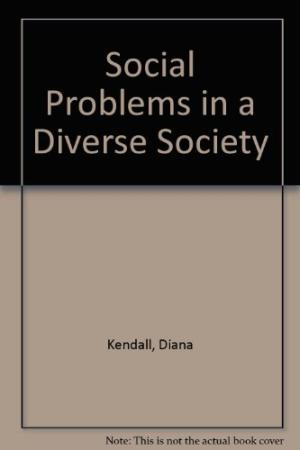 Social
Problems in a
Diverse Society
Kendall, Diana
Note: This is not the actual book cover